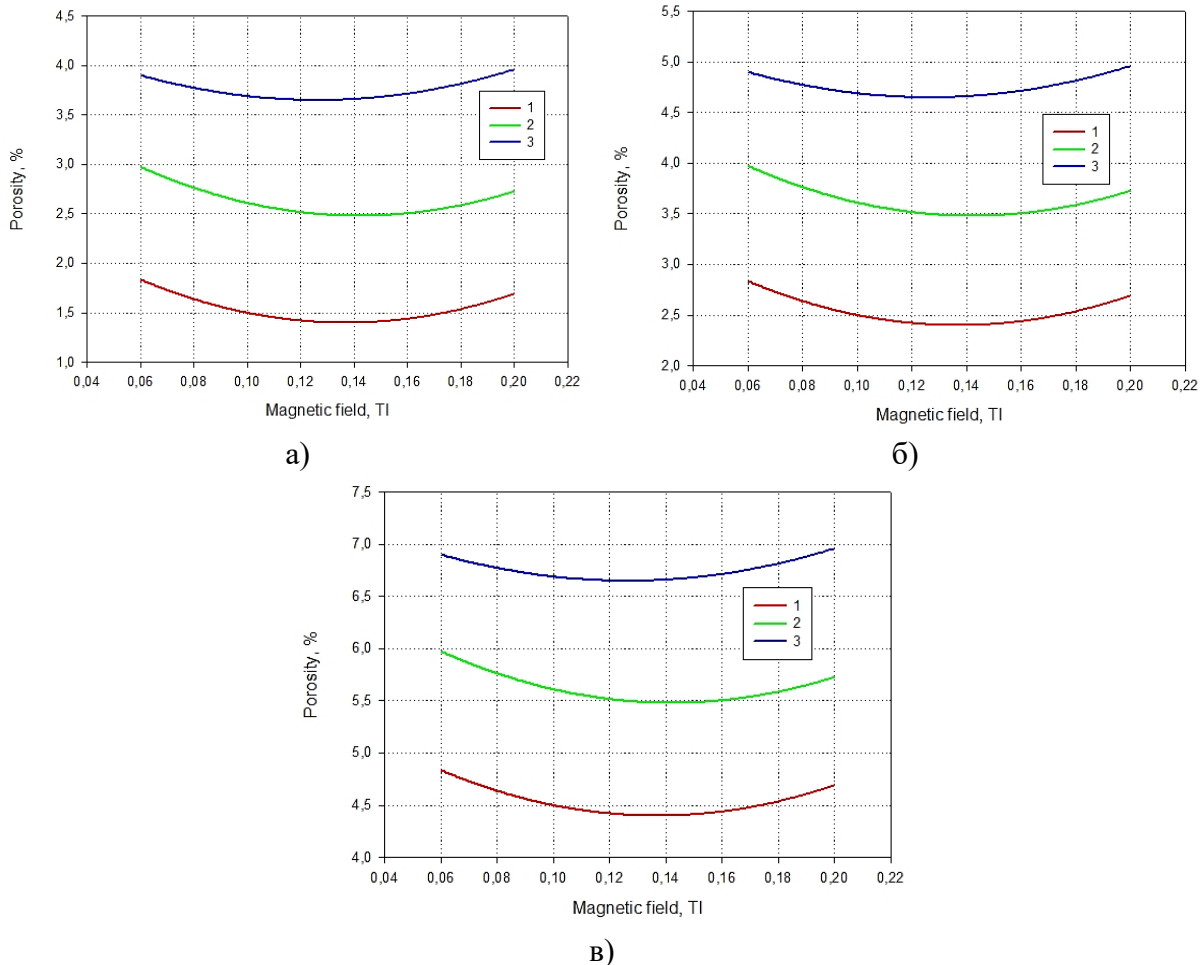 4,5
4,0
3,5
3,0
2,5
2,0
1,5
1,0
Porosity, %
1
2
3
0,04 0,06 0,08 0,10 0,12 0,14 0,16 0,18 0,20 0,22
Magnetic field, Tl
а)
5,5
5,0
4,5
4,0
3,5
3,0
2,5
2,0
Porosity, %
1
2
3
0,04 0,06 0,08 0,10 0,12 0,14 0,16 0,18 0,20 0,22
Magnetic field, Tl
б)
7,5
7,0
6,5
6,0
5,5
5,0
4,5
4,0
Porosity, %
1
2
3
0,04 0,06 0,08 0,10 0,12 0,14 0,16 0,18 0,20 0,22
Magnetic field, Tl
в)